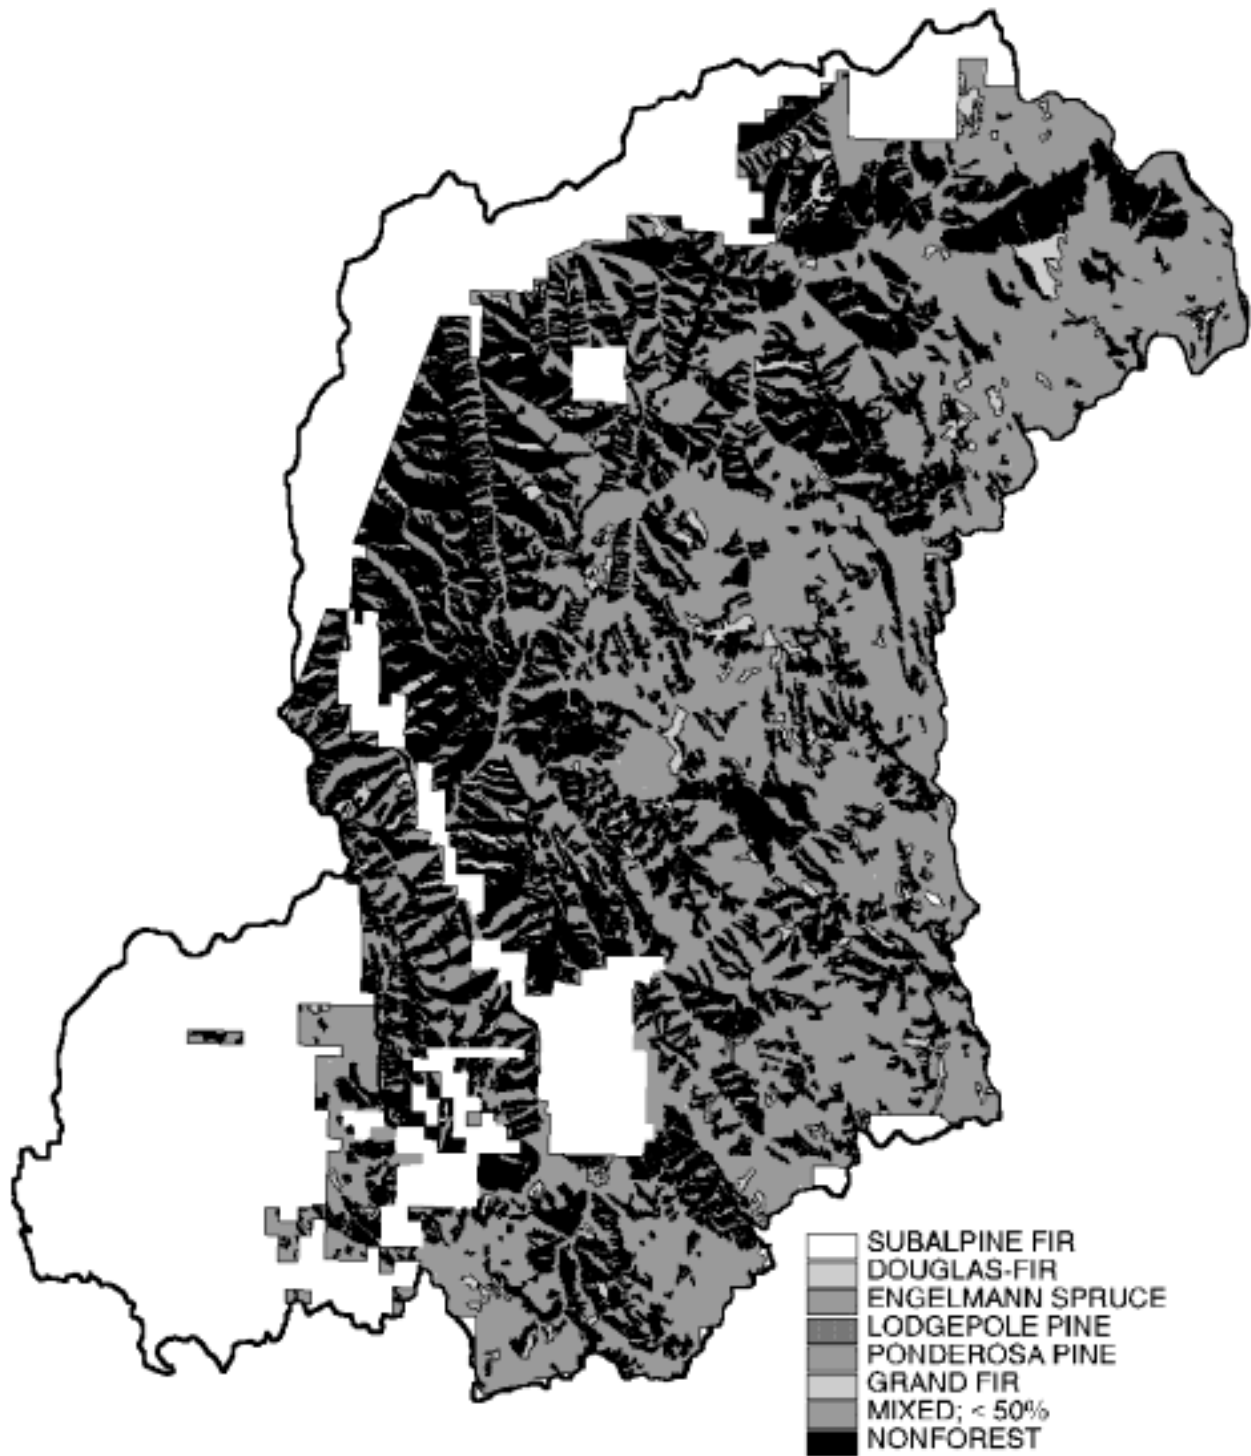 SUBALPINE FIR
DOUGLAS-FIR
ENGELMANN SPRUCE
LODGEPOLE PINE
PONDEROSA PINE
GRAND FIR
MIXED; < 50%
NONFOREST